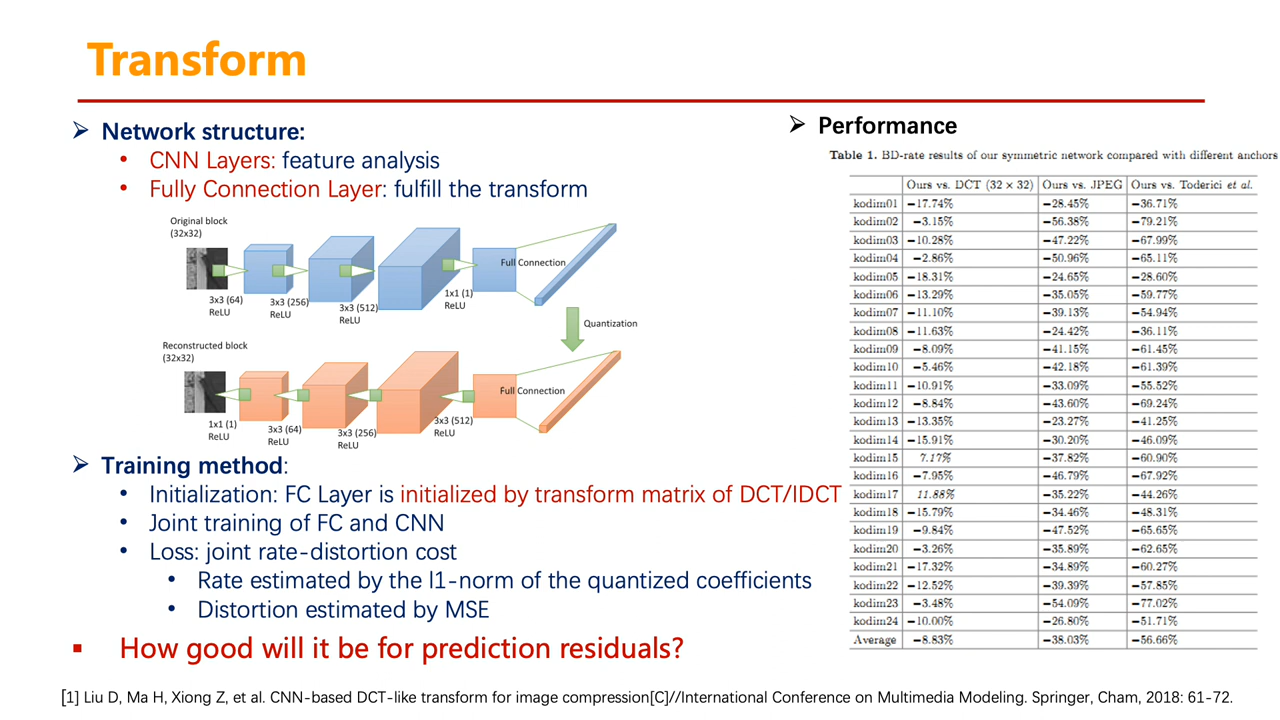 Transform
Network structure:
CNN Layers: feature analysis
Fully Connection Layer: fulfill the transform
Original block
(32x32)
3x3 (64)
ReLU
3x3 (256)
ReLU
3x3 (512)
ReLU
1x1 (1)
ReLU
Full Connection
Quantization
Reconstructed block
(32x32)
1x1 (1)
ReLU
3x3 (64)
ReLU
3x3 (256)
ReLU
3x3 (512)
ReLU
Full Connection
Training method:
Initialization: FC Layer is initialized by transform matrix of DCT/IDCT
Joint training of FC and CNN
Loss: joint rate-distortion cost
Rate estimated by the l1-norm of the quantized coefficients
Distortion estimated by MSE
How good will it be for prediction residuals?
Performance
Table 1. BD-rate results of our symmetric network compared with different anchors
Ours vs. DCT (32 × 32) Ours vs. JPEG Ours vs. Toderici et al.
kodim01 −17.74% −28.45% −36.71%
kodim02 −3.15% −56.38% −79.21%
kodim03 −10.28% −47.22% −67.99%
kodim04 −2.86% −50.96% −65.11%
kodim05 −18.31% −24.65% −28.60%
kodim06 −13.29% −35.05% −59.77%
kodim07 −11.10% −39.13% −54.94%
kodim08 −11.63% −24.42% −36.11%
kodim09 −8.09% −41.15% −61.45%
kodim10 −5.46% −42.18% −61.39%
kodim11 −10.91% −33.09% −55.52%
kodim12 −8.84% −43.60% −69.24%
kodim13 −13.35% −23.27% −41.25%
kodim14 −15.91% −30.20% −46.09%
kodim15 7.17% −37.82% −60.90%
kodim16 −7.95% −46.79% −67.92%
kodim17 11.88% −35.22% −44.26%
kodim18 −15.79% −34.46% −48.31%
kodim19 −9.84% −47.52% −65.65%
kodim20 −3.26% −35.89% −62.65%
kodim21 −17.32% −34.89% −60.27%
kodim22 −12.52% −39.39% −57.85%
kodim23 −3.48% −54.09% −77.02%
kodim24 −10.00% −26.80% −51.71%
Average −8.83% −38.03% −56.66%
[1] Liu D, Ma H, Xiong Z, et al. CNN-based DCT-like transform for image compression[C]//International Conference on Multimedia Modeling. Springer, Cham, 2018: 61-72.